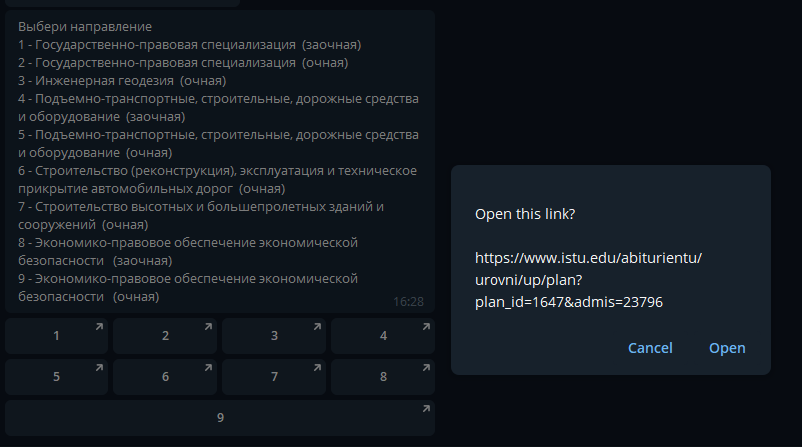 Выбери направление
1 - Государственно-правовая специализация (заочная)
2 - Государственно-правовая специализация (очная)
3 - Инженерная геодезия (очная)
4 - Подъемно-транспортные, строительные, дорожные средства
и оборудование (заочная)
5 - Подъемно-транспортные, строительные, дорожные средства
и оборудование (очная)
6 - Строительство (реконструкция), эксплуатация и техническое
прикрытие автомобильных дорог (очная)
7 - Строительство высотных и большепролетных зданий и
сооружений (очная)
8 - Экономико-правовое обеспечение экономической
безопасности (заочная)
9 - Экономико-правовое обеспечение экономической
безопасности (очная)
16:28
1 2 3 4
5 6 7 8
9
Open this link?
https://www.istu.edu/abiturientu/
urovni/up/plan?
plan_id=1647&admis=23796
Cancel Open